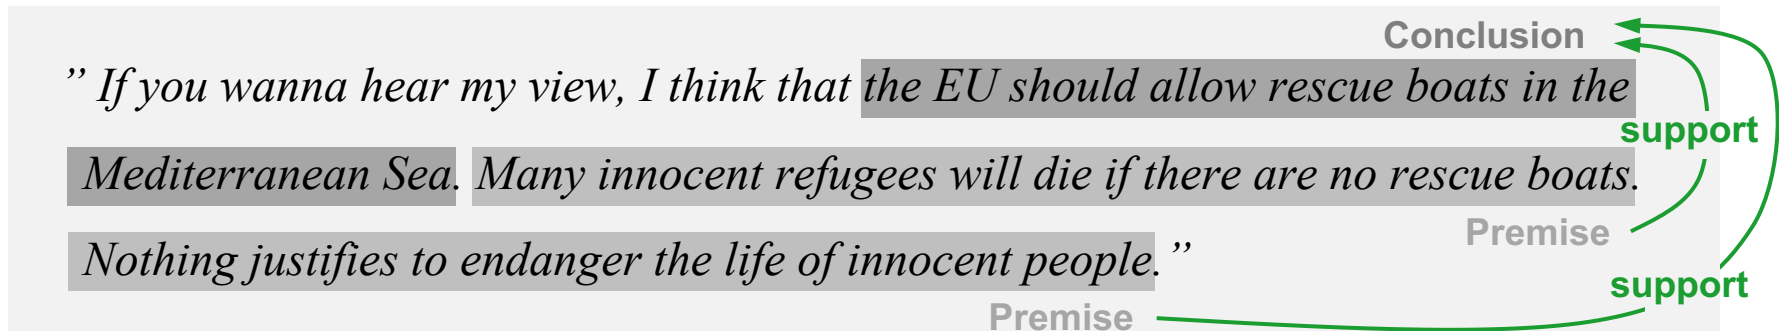 Conclusion
” If you wanna hear my view, I think that the EU should allow rescue boats in the
support
Mediterranean Sea. Many innocent refugees will die if there are no rescue boats.
Premise
Nothing justifies to endanger the life of innocent people. ”
support
Premise